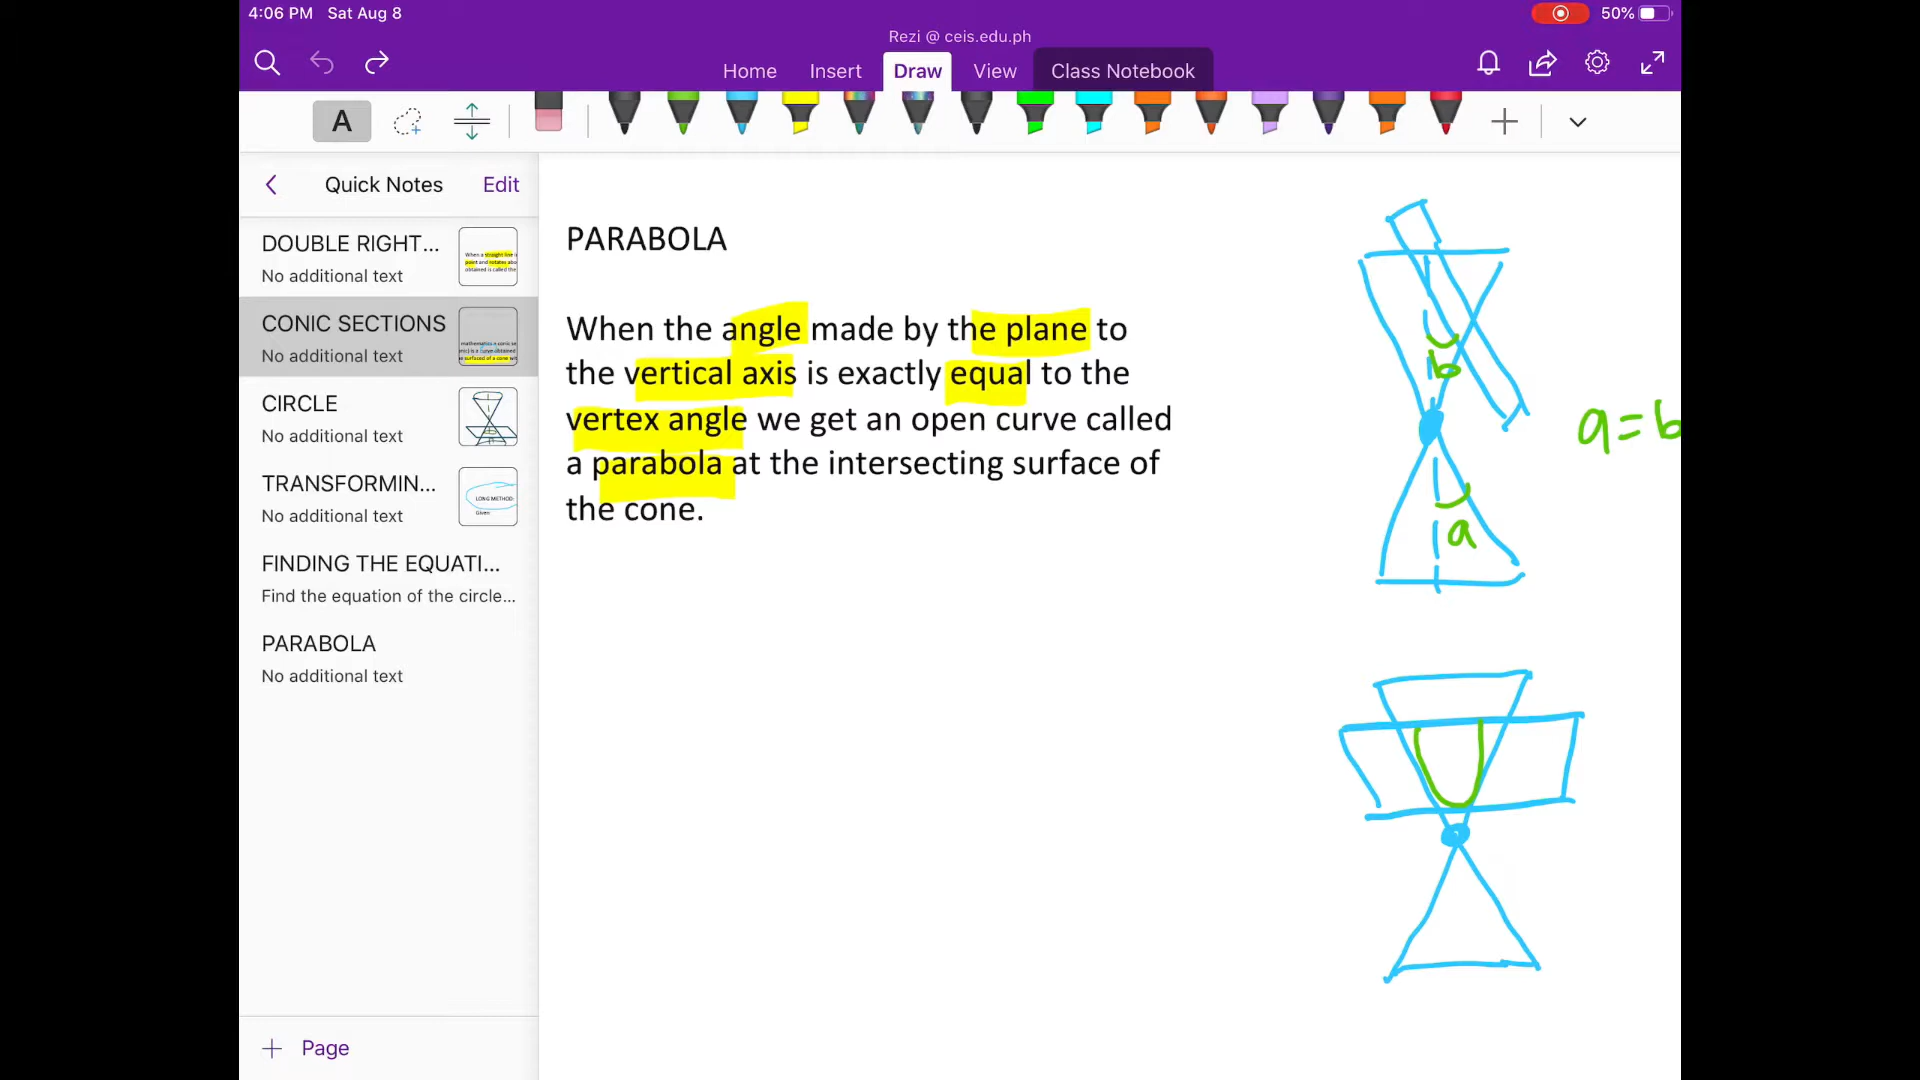 4:06 PM Sat Aug 8
50%
Rezi @ ceis.edu.ph
Home Insert Draw View Class Notebook
A
Quick Notes Edit
DOUBLE RIGHT...
No additional text
CONIC SECTIONS
No additional text
CIRCLE
No additional text
TRANSFORMIN...
No additional text
LONG METHOD
Given
FINDING THE EQUATI...
Find the equation of the circle...
PARABOLA
No additional text
+ Page
PARABOLA
When the angle made by the plane to
the vertical axis is exactly equal to the
vertex angle we get an open curve called
a parabola at the intersecting surface of
the cone.
b
a
a=b